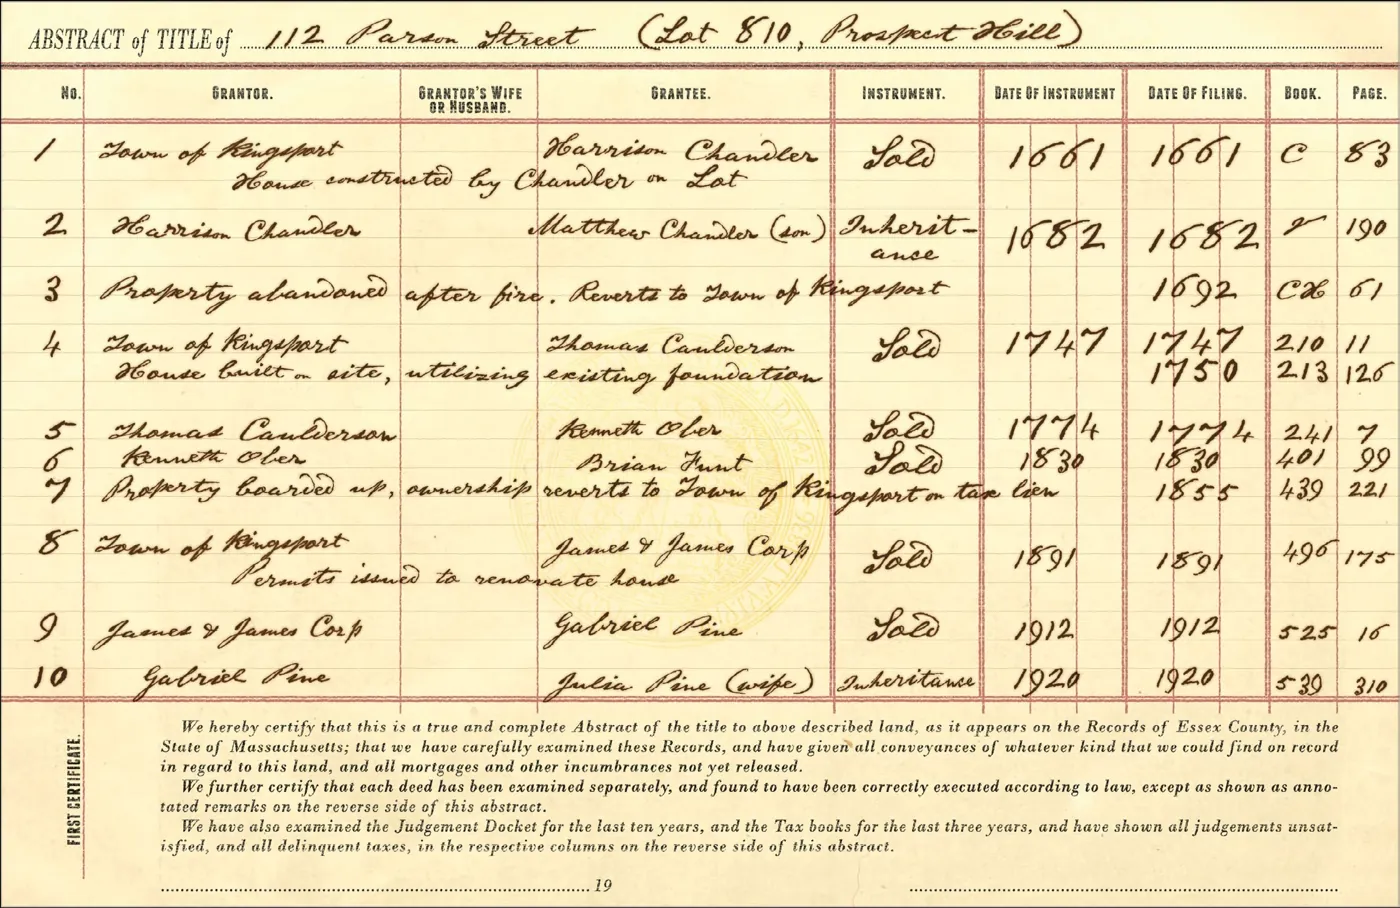 ABSTRACT of TITLE of 112 Parson Street (Lot 810, Prospect Hill)
No. GRANTOR. GRANTOR'S WIFE OR HUSBAND. GRANTEE. INSTRUMENT. DATE OF INSTRUMENT DATE OF FILING. BOOK. PAGE.
1 Town of Kingsport Harrison Chandler Sold 1661 1661 C 83
House constructed by Chandler on Lot
2 Harrison Chandler Matthew Chandler (son) Inherit-
ance 1682 1682 190
3 Property abandoned after fire. Reverts to Town of Kingsport 1692 CH 61
4 Town of Kingsport Thomas Caulderson Sold 1747 1747 210 11
House built on site, utilizing existing foundation 1750 213 126
5 Thomas Caulderson Kenneth Ober Sold 1774 1774 241 7
6 Kenneth Ober Brian Funt Sold 1830 1830 401 99
7 Property boarded up, ownership reverts to Town of Kingsport on tax lien 1855 439 221
8 Town of Kingsport James & James Corp Sold 1891 1891 496 175
Permits issued to renovate house
9 James & James Corp Gabriel Pine Sold 1912 1912 525 16
10 Gabriel Pine Julia Pine (wife) Inheritance 1920 1920 539 310
FIRST CERTIFICATE.
We hereby certify that this is a true and complete Abstract of the title to above described land, as it appears on the Records of Essex County, in the
State of Massachusetts; that we have carefully examined these Records, and have given all conveyances of whatever kind that we could find on record
in regard to this land, and all mortgages and other incumbrances not yet released.
We further certify that each deed has been examined separately, and found to have been correctly executed according to law, except as shown as anno-
tated remarks on the reverse side of this abstract.
We have also examined the Judgement Docket for the last ten years, and the Tax books for the last three years, and have shown all judgements unsat-
isfied, and all delinquent taxes, in the respective columns on the reverse side of this abstract.
19